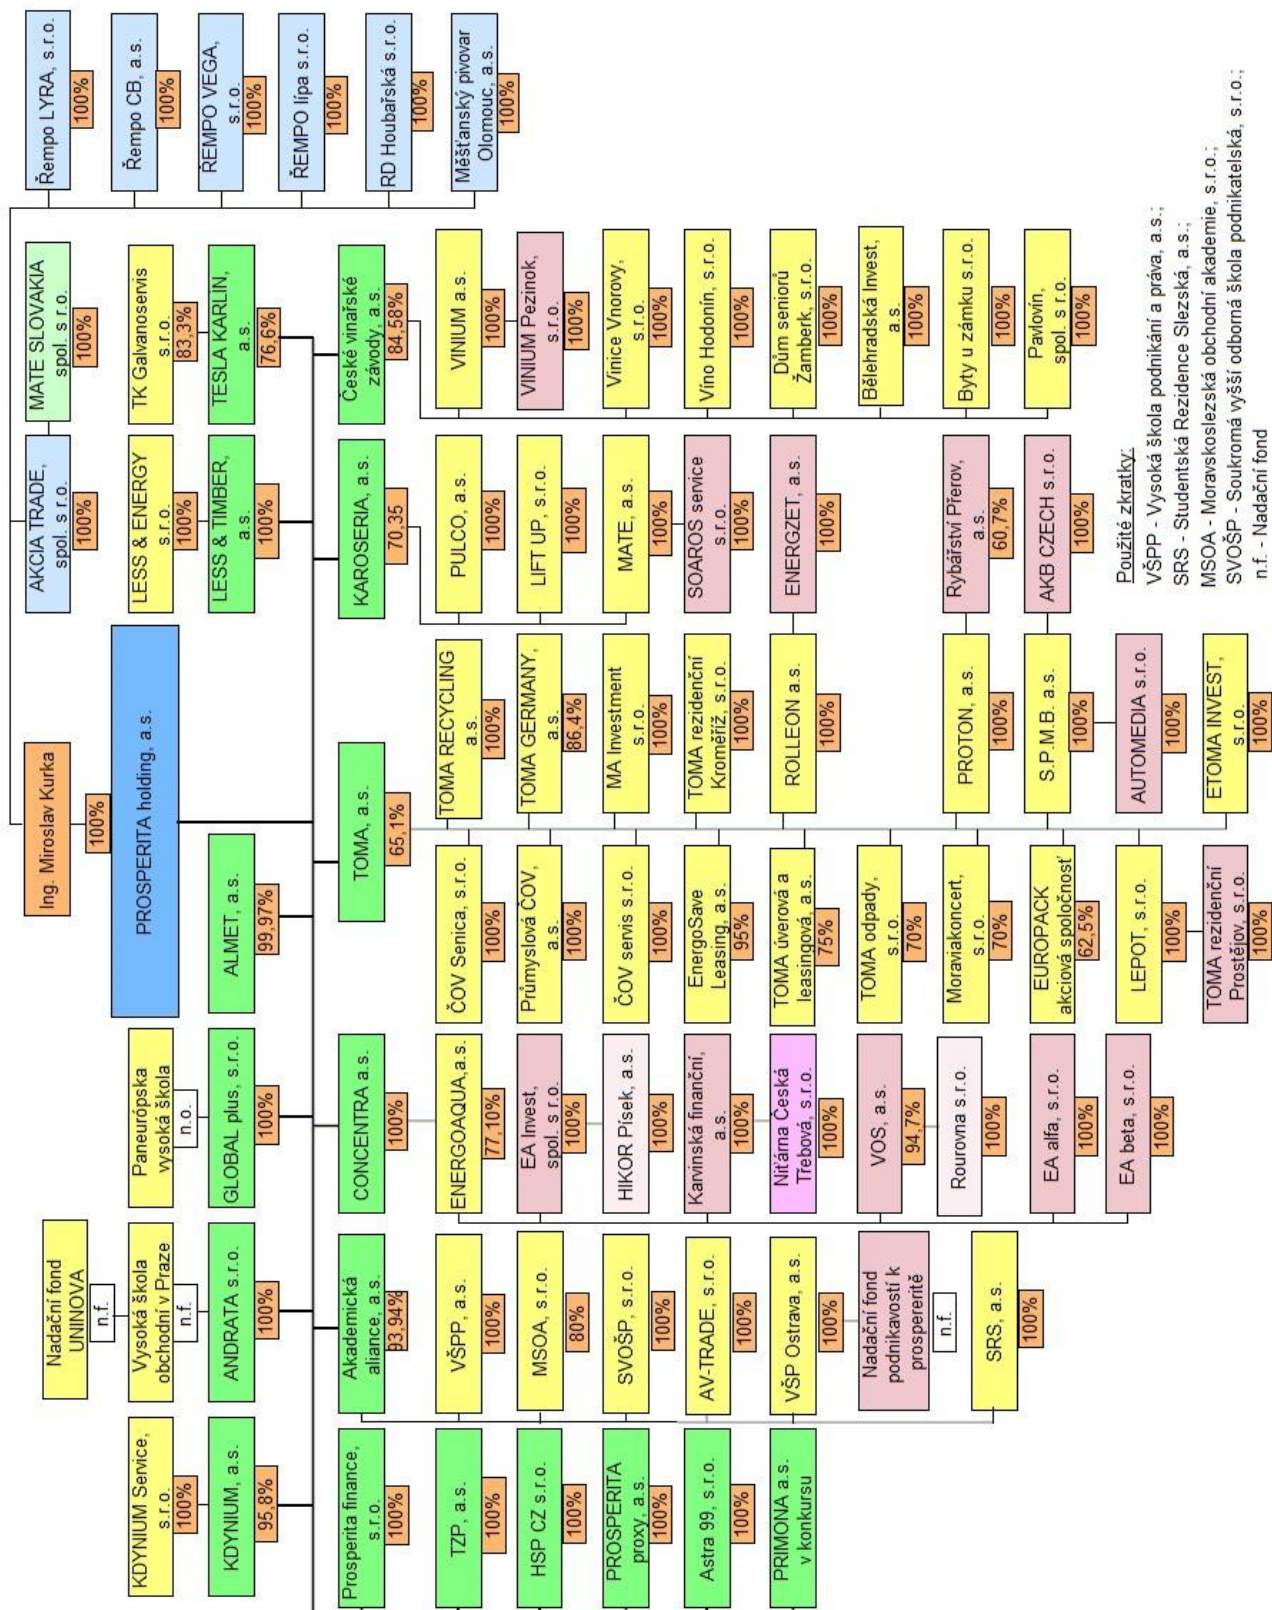 Ing. Miroslav Kurka
100%
PROSPERITA holding, a.s.
AKCIA TRADE,
spol. s r.o.
100%
MATE SLOVAKIA
spol. s r.o.
100%
Řempo LYRA, s.r.o.
100%
Řempo CB, a.s.
100%
ŘEMPO VEGA,
s.r.o.
100%
ŘEMPO lípa s.r.o.
100%
RD Houbařská s.r.o.
100%
Měšťanský pivovar
Olomouc, a.s.
100%
Nadační fond
UNINOVA
n.f.
KDYNIUM Service,
s.r.o.
100%
Vysoká škola
obchodní v Praze
n.f.
Paneurópska
vysoká škola
n.o.
LESS & ENERGY
s.r.o.
100%
TK Galvanoservis
s.r.o.
83,3%
KDYNIUM, a.s.
95,8%
ANDRATA s.r.o.
100%
GLOBAL plus, s.r.o.
100%
ALMET, a.s.
99,97%
LESS & TIMBER,
a.s.
100%
TESLA KARLÍN,
a.s.
76,6%
Prosperita finance,
s.r.o.
100%
TZP, a.s.
100%
HSP CZ s.r.o.
100%
PROSPERITA
proxy, a.s.
100%
Astra 99, s.r.o.
100%
PRIMONA a.s.
v konkursu
Akademická
aliance, a.s.
93,94%
VŠPP, a.s.
100%
MSOA, s.r.o.
80%
SVOŠP, s.r.o.
100%
AV-TRADE, s.r.o.
100%
VŠP Ostrava, a.s.
100%
Nadační fond
podnikavostí k
prospereritě
n.f.
SRS, a.s.
100%
CONCENTRA a.s.
100%
ENERGOAQUA,a.s.
77,10%
EA Invest,
spol. s r.o.
100%
HIKOR Písek, a.s.
100%
Karvinská finanční,
a.s.
100%
Niťárna Česká
Třebová, s.r.o.
100%
VOS, a.s.
94,7%
Rourovna s.r.o.
100%
EA alfa, s.r.o.
100%
EA beta, s.r.o.
100%
TOMA, a.s.
65,1%
ČOV Senica, s.r.o.
100%
Průmyslová ČOV,
a.s.
100%
ČOV servis s.r.o.
100%
EnergoSave
Leasing, a.s.
95%
TOMA úverová a
leasingová, a.s.
75%
TOMA odpady,
s.r.o.
70%
Moraviakoncert,
s.r.o.
70%
EUROPACK
akciová spoločnosť
62,5%
LEPOT, s.r.o.
100%
TOMA rezidenční
Prostějov, s.r.o.
100%
TOMA RECYCLING
a.s.
100%
TOMA GERMANY,
a.s.
86,4%
MA Investment
s.r.o.
100%
TOMA rezidenční
Kroměříž, s.r.o.
100%
ROLLEON a.s.
100%
PROTON, a.s.
100%
S.P.M.B. a.s.
100%
AUTOMEDIA s.r.o.
100%
ETOMA INVEST,
s.r.o.
100%
KAROSERIA, a.s.
70,35
PULCO, a.s.
100%
LIFT UP, s.r.o.
100%
MATE, a.s.
100%
SOAROS service
s.r.o.
100%
ENERGZET, a.s.
100%
Rybářství Přerov,
a.s.
60,7%
AKB CZECH s.r.o.
100%
České vinařské
závody, a.s.
84,58%
VINIUM a.s.
100%
VINIUM Pezinok,
s.r.o.
100%
Vinice Vnorovy,
s.r.o.
100%
Víno Hodonín, s.r.o.
100%
Dům seniorů
Žamberk, s.r.o.
100%
Bělehradská Invest,
a.s.
100%
Byty u zámku s.r.o.
100%
Pavlovín,
spol. s r.o.
100%
Použité zkratky:
VŠPP - Vysoká škola podnikání a práva, a.s.;
SRS - Studentská Rezidence Slezská, a.s.;
MSOA - Moravskoslezská obchodní akademie, s.r.o.;
SVOŠP - Soukromá vyšší odborná škola podnikatelská, s.r.o.;
n.f. - Nadační fond